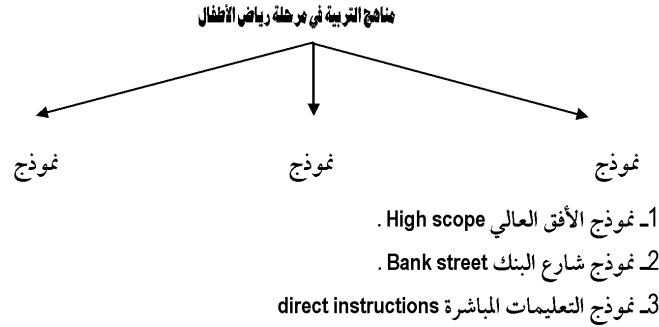 مناهج التربية في مرحلة رياض الأطفال
نموذج نموذج نموذج
1ـ نموذج الأفق العالي High scope .
2ـ نموذج شارع البنك Bank street .
3ـ نموذج التعليمات المباشرة direct instructions